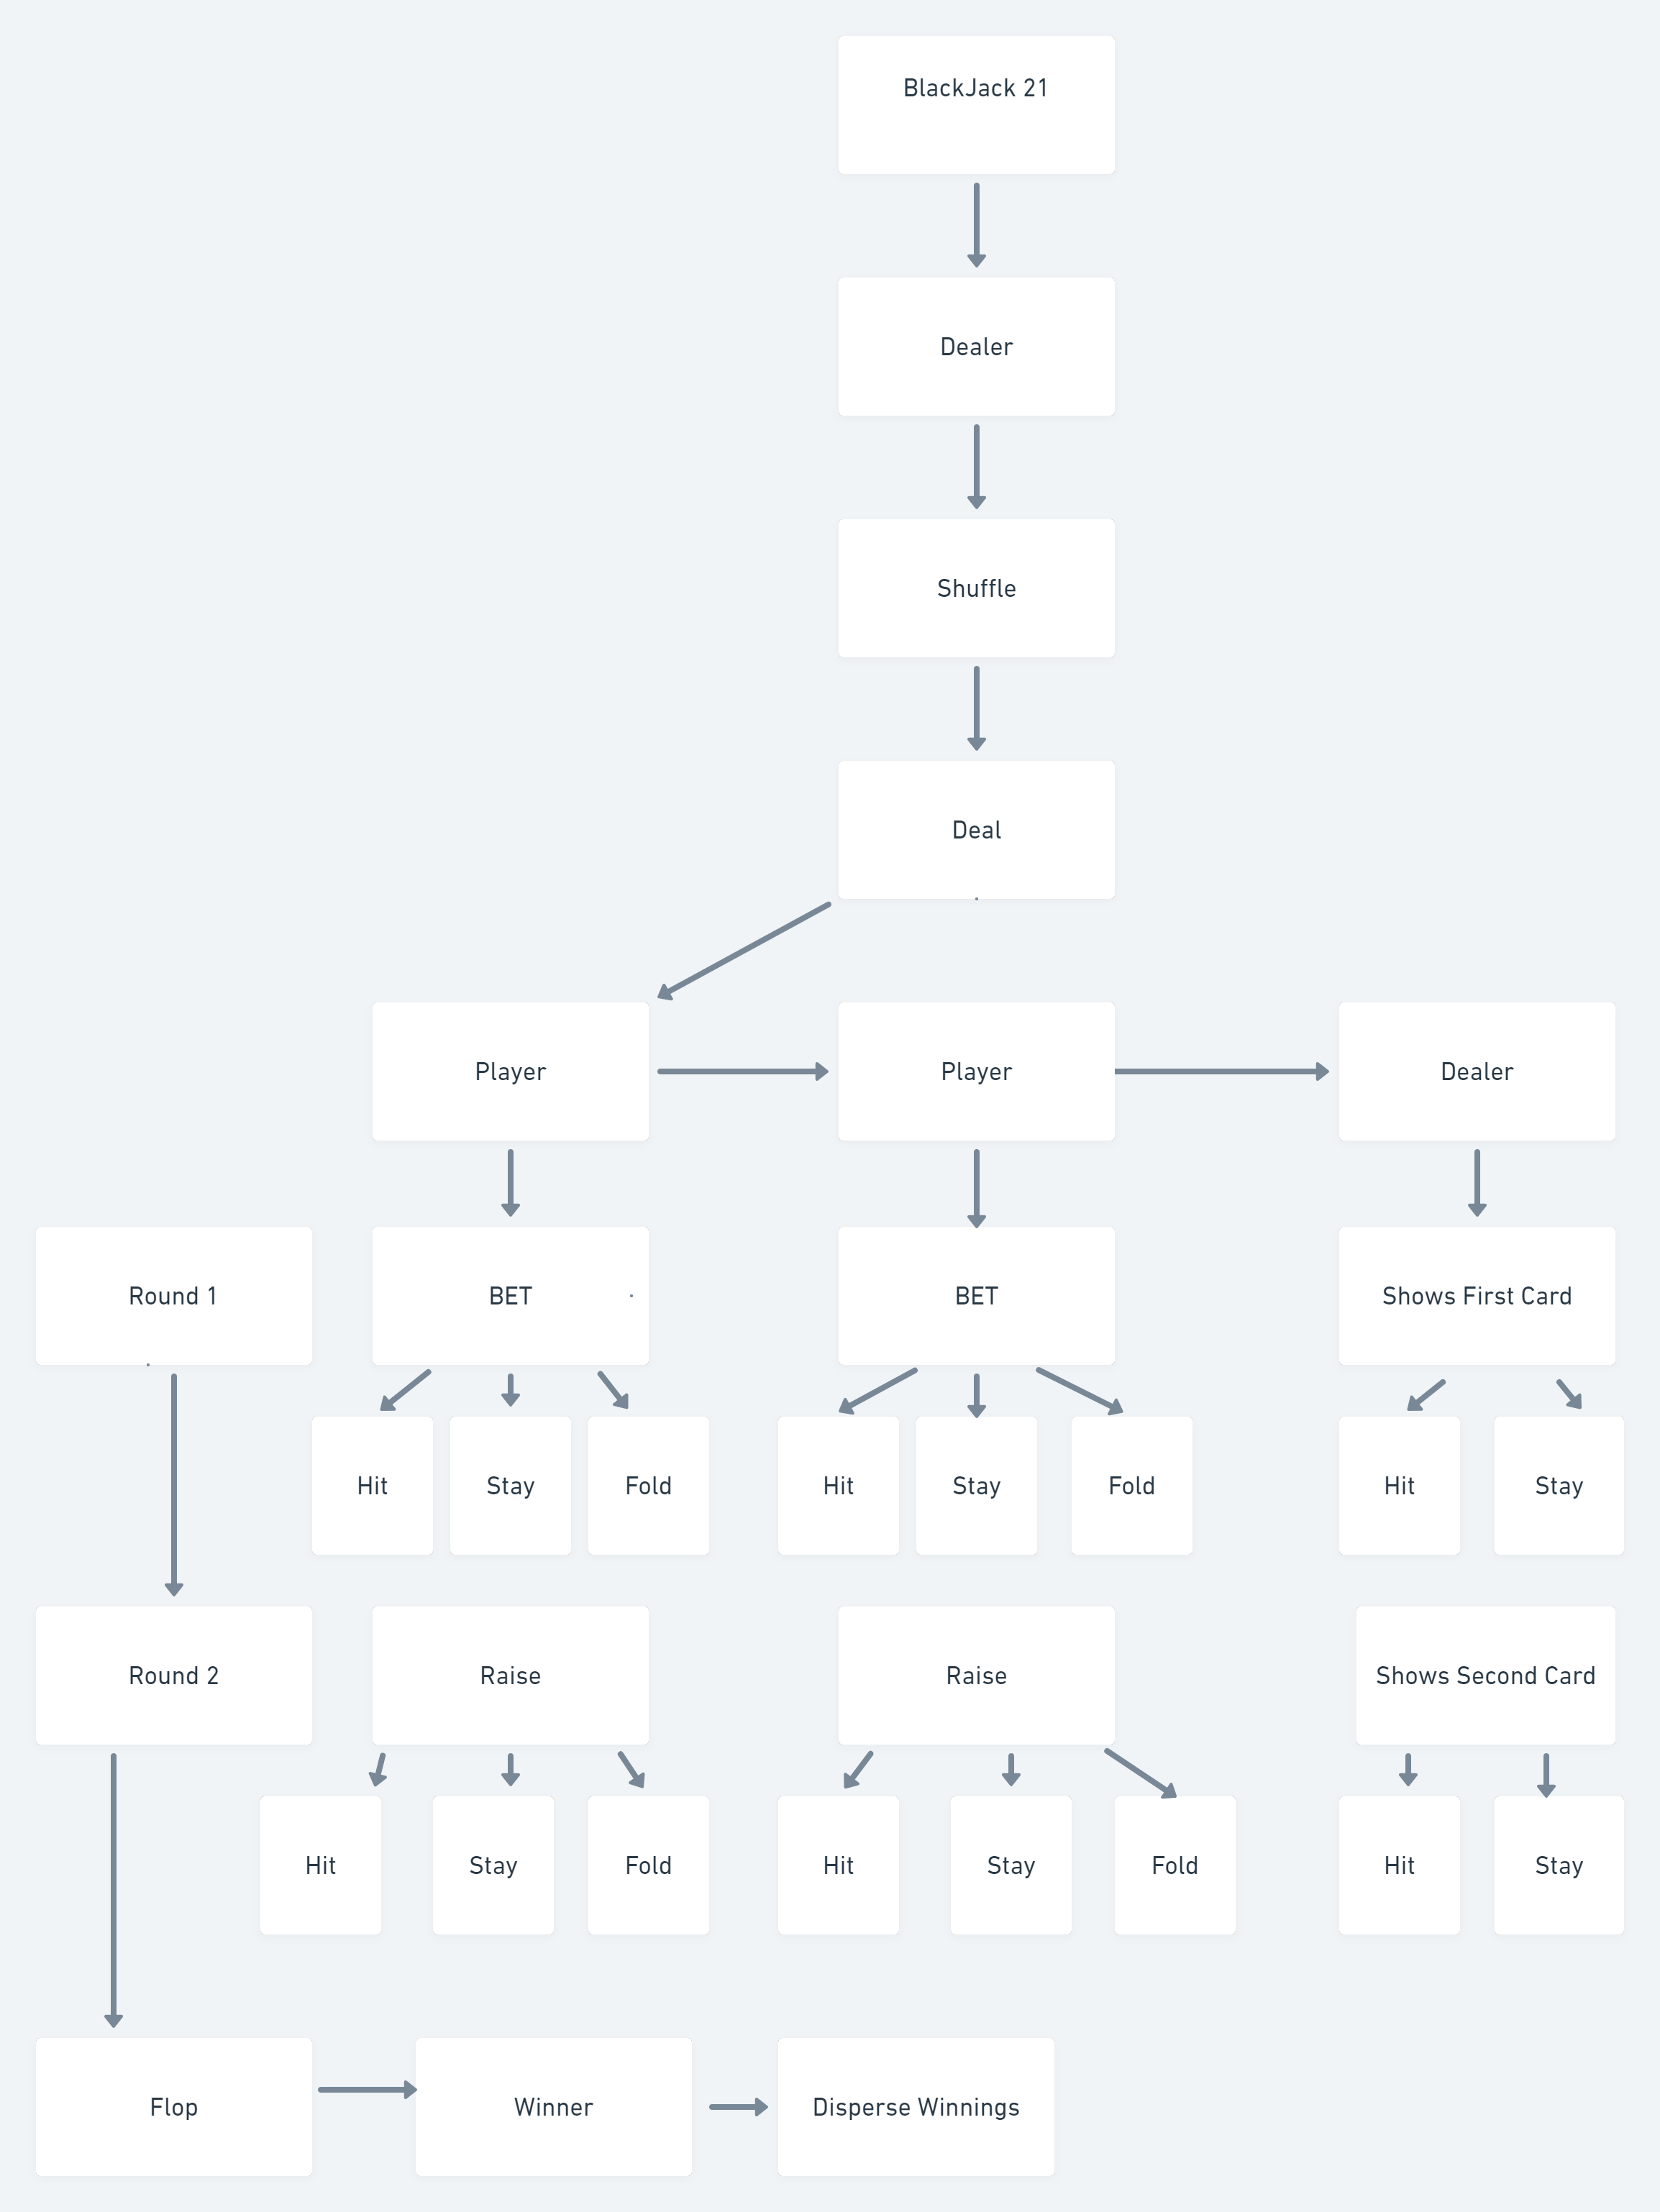 BlackJack 21
Dealer
Shuffle
Deal
Player
Player
Dealer
Round 1
BET
BET
Shows First Card
Hit
Stay
Fold
Hit
Stay
Fold
Hit
Stay
Round 2
Raise
Raise
Shows Second Card
Hit
Stay
Fold
Hit
Stay
Fold
Hit
Stay
Flop
Winner
Disperse Winnings